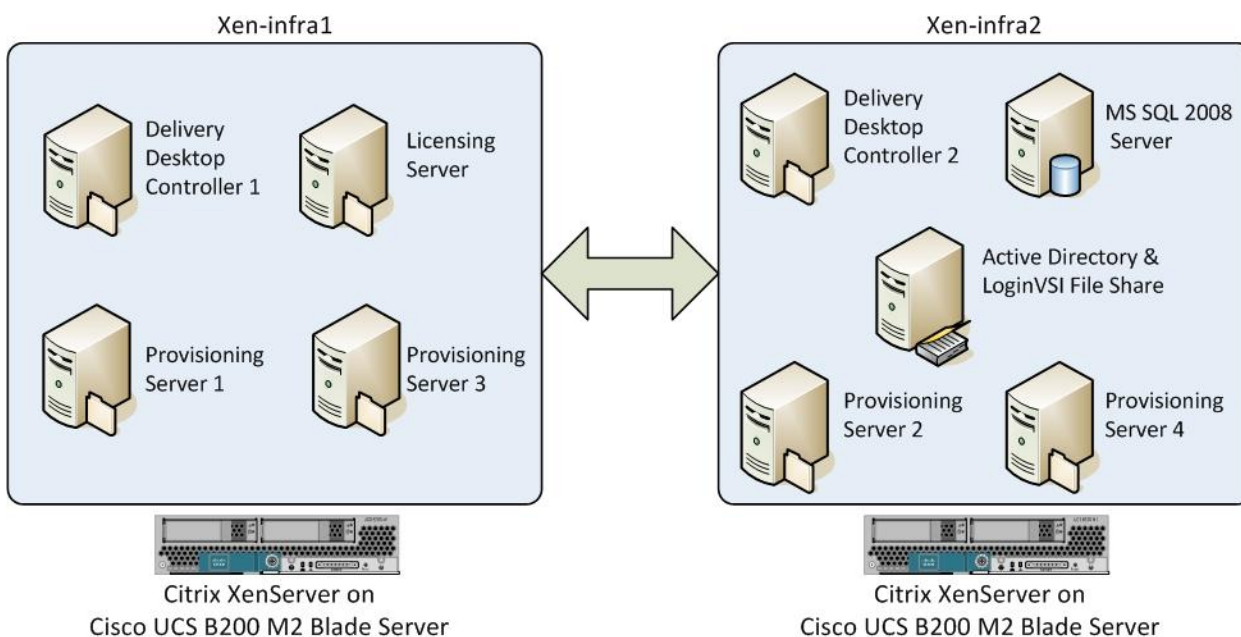 Xen-infra1
Delivery
Desktop
Controller 1
Licensing
Server
Provisioning
Server 1
Provisioning
Server 3
Citrix XenServer on
Cisco UCS B200 M2 Blade Server
Xen-infra2
Delivery
Desktop
Controller 2
MS SQL 2008
Server
Active Directory &
LoginVSI File Share
Provisioning
Server 2
Provisioning
Server 4
Citrix XenServer on
Cisco UCS B200 M2 Blade Server